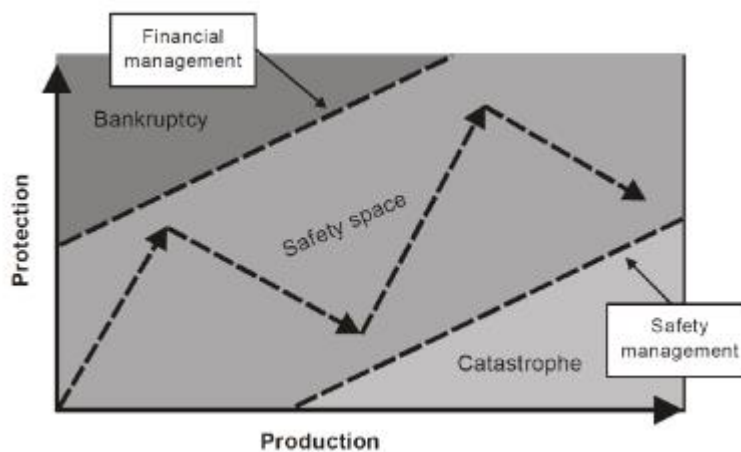 Financial
management
Bankruptcy
Protection
Safety space
Safety
management
Catastrophe
Production